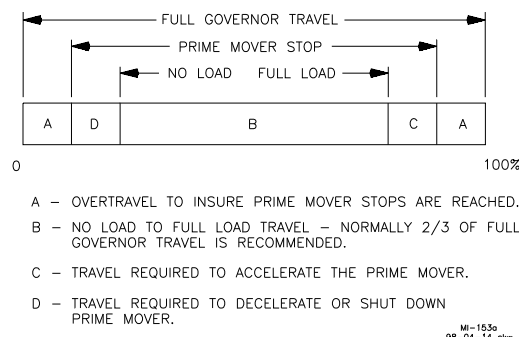 FULL GOVERNOR TRAVEL
PRIME MOVER STOP
NO LOAD FULL LOAD
A D B C A
0 100%
A – OVERTRAVEL TO INSURE PRIME MOVER STOPS ARE REACHED.
B – NO LOAD TO FULL LOAD TRAVEL – NORMALLY 2/3 OF FULL
GOVERNOR TRAVEL IS RECOMMENDED.
C – TRAVEL REQUIRED TO ACCELERATE THE PRIME MOVER.
D – TRAVEL REQUIRED TO DECELERATE OR SHUT DOWN
PRIME MOVER.
MI–153a